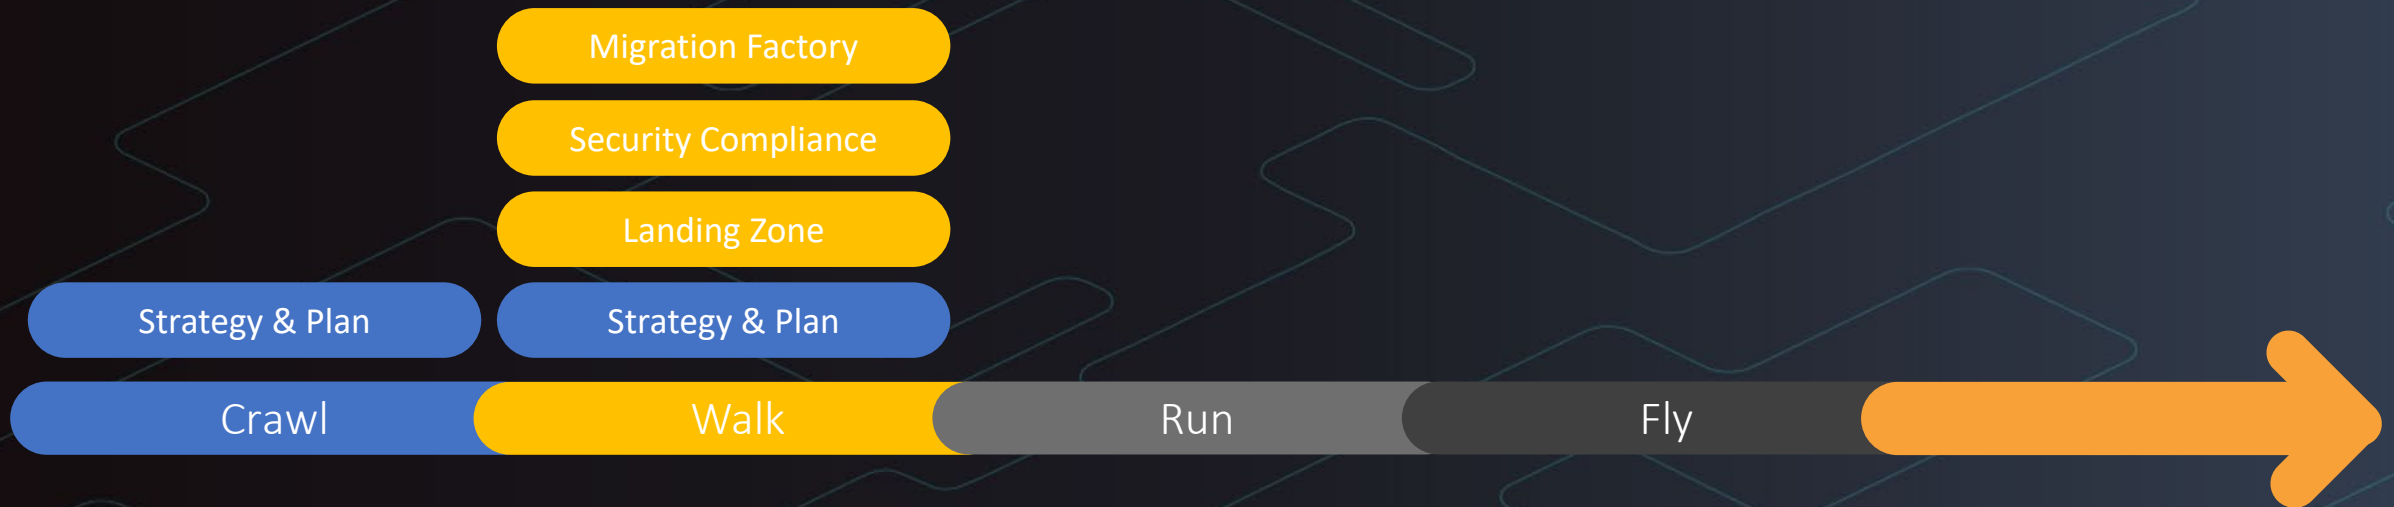 Migration Factory
Security Compliance
Landing Zone
Strategy & Plan
Strategy & Plan
Crawl
Walk
Run
Fly